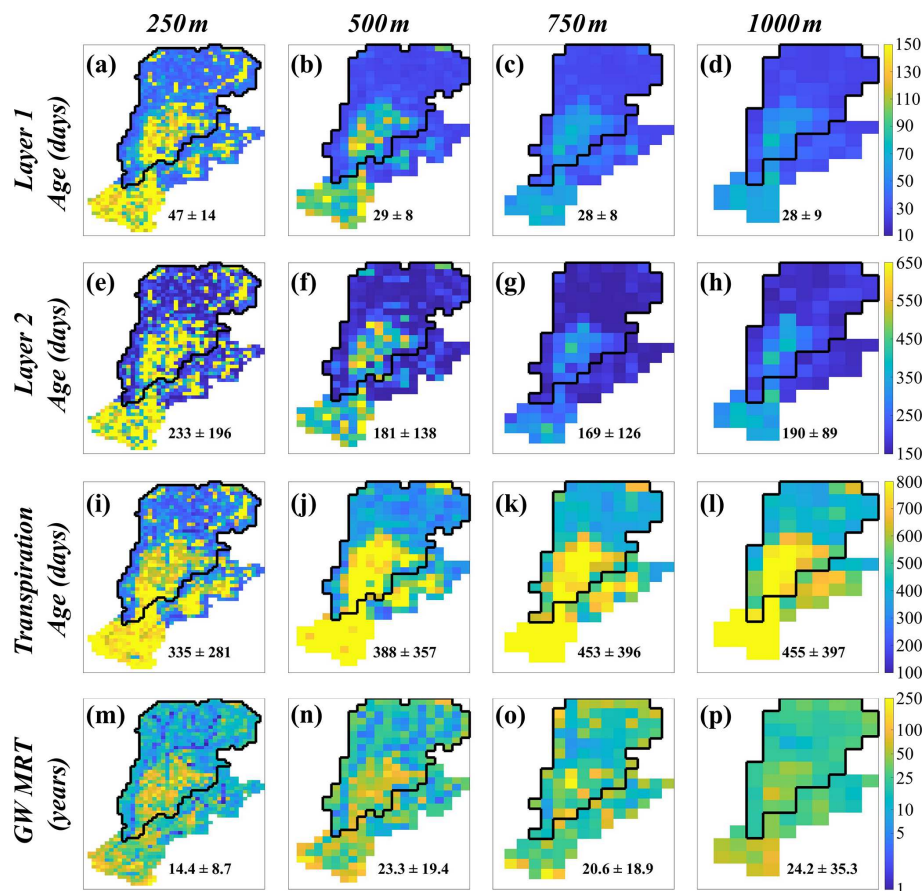 250 m 500 m 750 m 1000 m
Layer 1
Age (days)
(a) (b) (c) (d)
47 ± 14 29 ± 8 28 ± 8 28 ± 9
150
130
110
90
70
50
30
10
Layer 2
Age (days)
(e) (f) (g) (h)
233 ± 196 181 ± 138 169 ± 126 190 ± 89
650
550
450
350
250
150
Transpiration
Age (days)
(i) (j) (k) (l)
335 ± 281 388 ± 357 453 ± 396 455 ± 397
800
700
600
500
400
300
200
100
GW MRT
(years)
(m) (n) (o) (p)
14.4 ± 8.7 23.3 ± 19.4 20.6 ± 18.9 24.2 ± 35.3
250
100
50
25
10
5
1